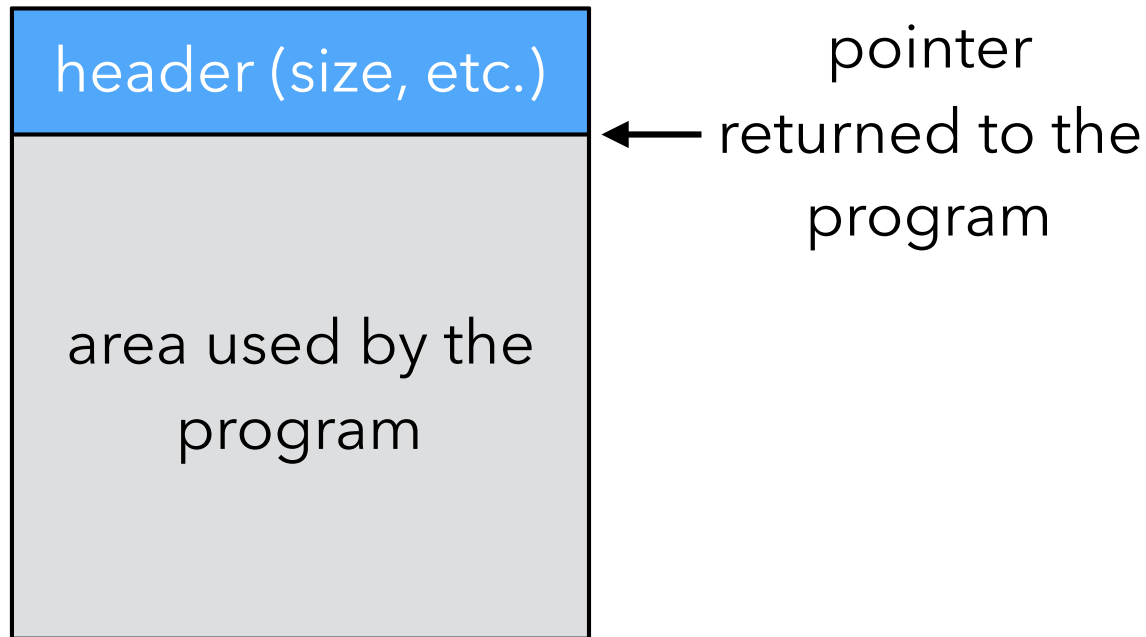 header (size, etc.)
pointer
returned to the
program
area used by the
program